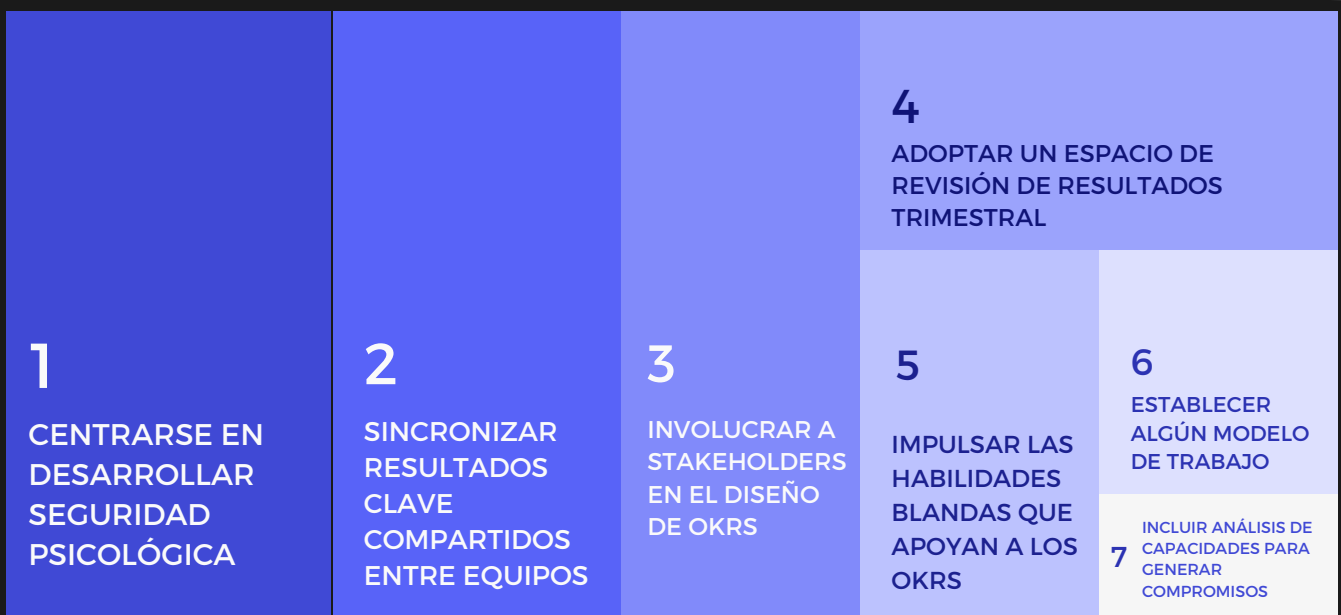 1
CENTRARSE EN
DESARROLLAR
SEGURIDAD
PSICOLÓGICA
2
SINCRONIZAR
RESULTADOS
CLAVE
COMPARTIDOS
ENTRE EQUIPOS
3
INVOLUCRAR A
STAKEHOLDERS
EN EL DISEÑO
DE OKRS
4
ADOPTAR UN ESPACIO DE
REVISIÓN DE RESULTADOS
TRIMESTRAL
5
IMPULSAR LAS
HABILIDADES
BLANDAS QUE
APOYAN A LOS
OKRS
6
ESTABLECER
ALGÚN MODELO
DE TRABAJO
7
INCLUIR ANÁLISIS DE
CAPACIDADES PARA
GENERAR
COMPROMISOS